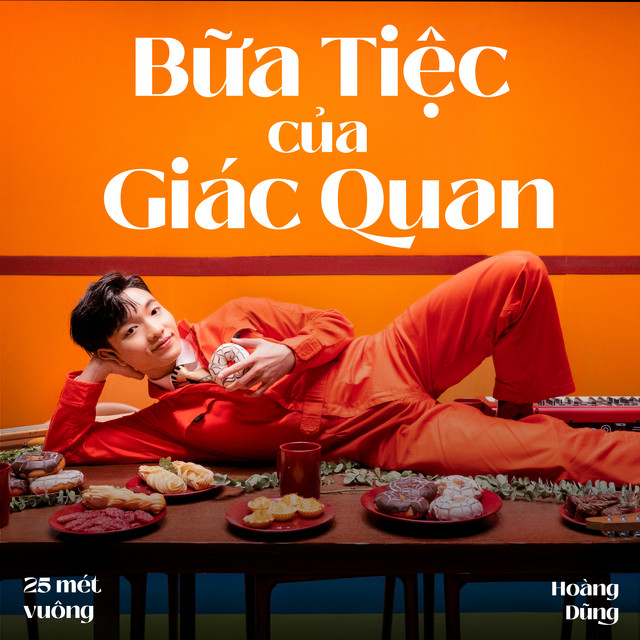 Bữa Tiệc
của
Giác Quan
25 mét
vuông
Hoàng
Dũng